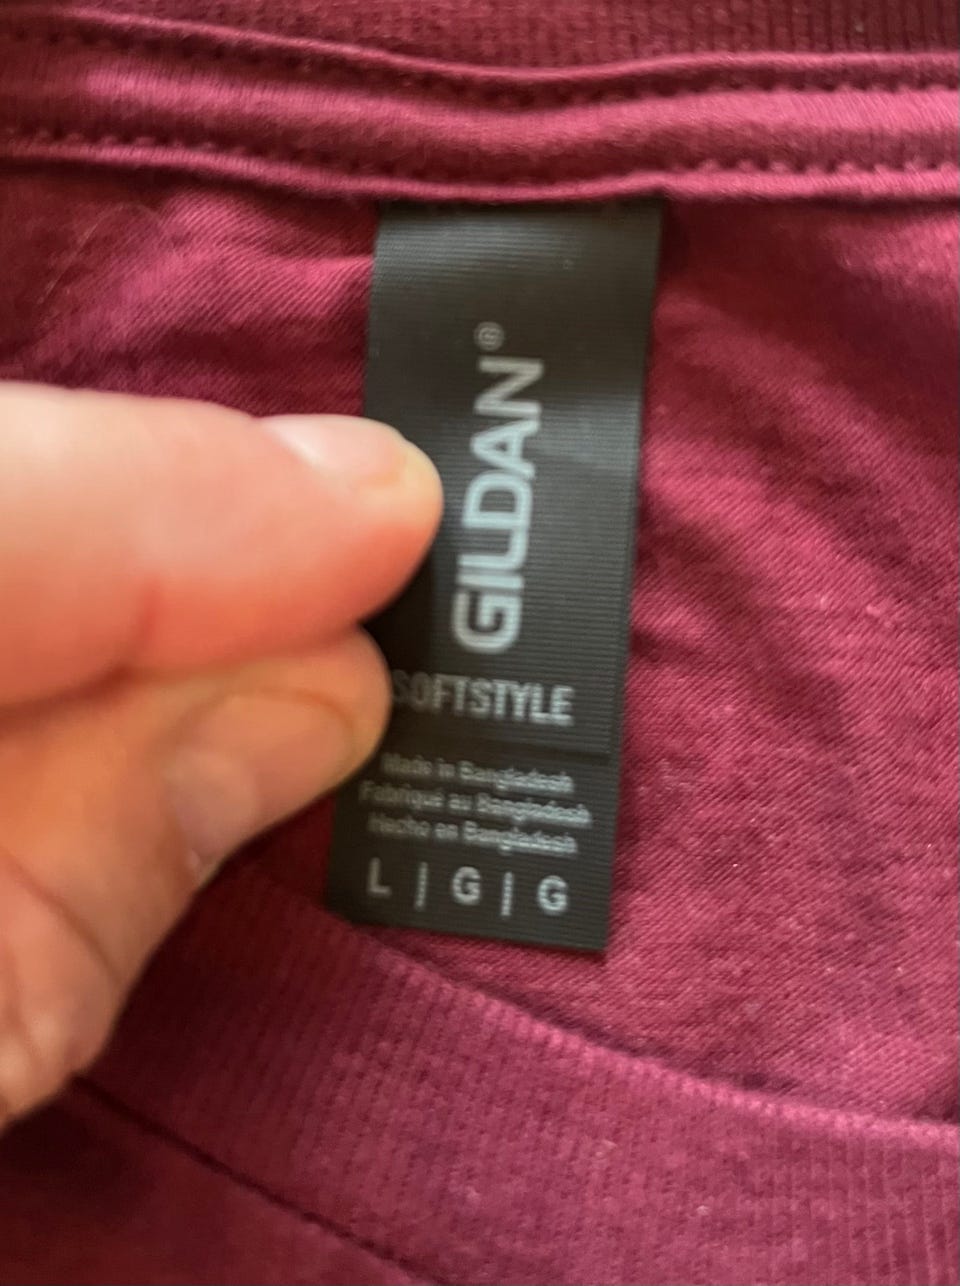 GILDAN®
SOFTSTYLE
Made in Bangladesh
Fabriqué au Bangladesh
Hecho en Bangladesh
L | G | G